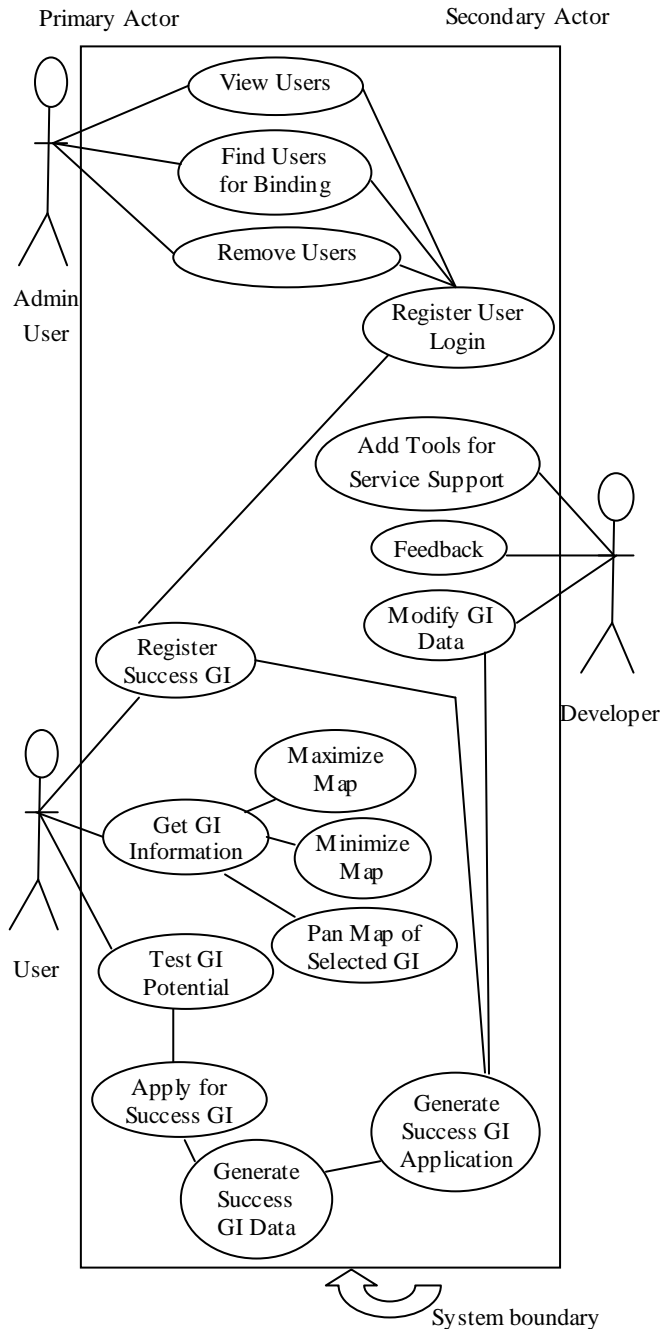 Primary Actor
Secondary Actor
View Users
Find Users
for Binding
Remove Users
Admin
User
Register User
Login
Add Tools for
Service Support
Feedback
Modify GI
Data
Register
Success GI
Developer
Maximize
Map
Get GI
Information
Minimize
Map
Pan Map of
Selected GI
User
Test GI
Potential
Apply for
Success GI
Generate
Success GI
Application
Generate
Success
GI Data
System boundary